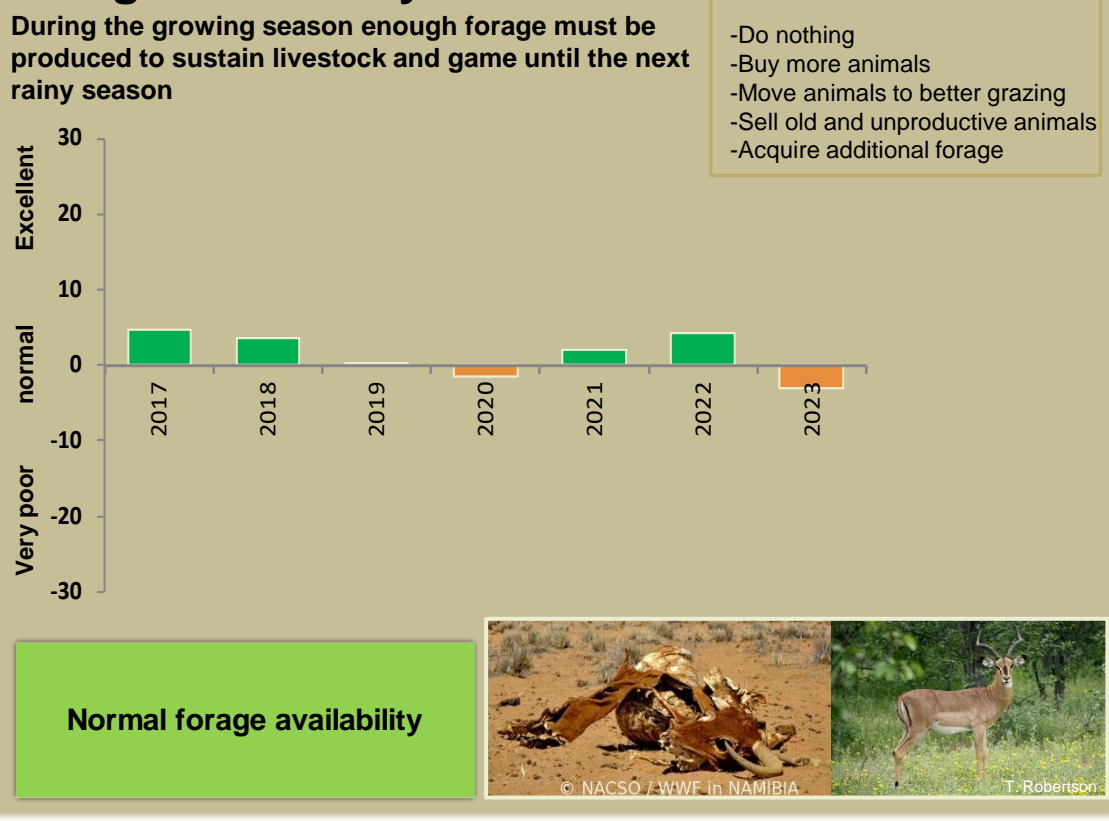 During the growing season enough forage must be
produced to sustain livestock and game until the next
rainy season
-Do nothing
-Buy more animals
-Move animals to better grazing
-Sell old and unproductive animals
-Acquire additional forage
Excellent
normal
Very poor
30
20
10
0
-10
-20
-30
2017
2018
2019
2020
2021
2022
2023
Normal forage availability
© NACSO / WWF in NAMIBIA
T. Robertson